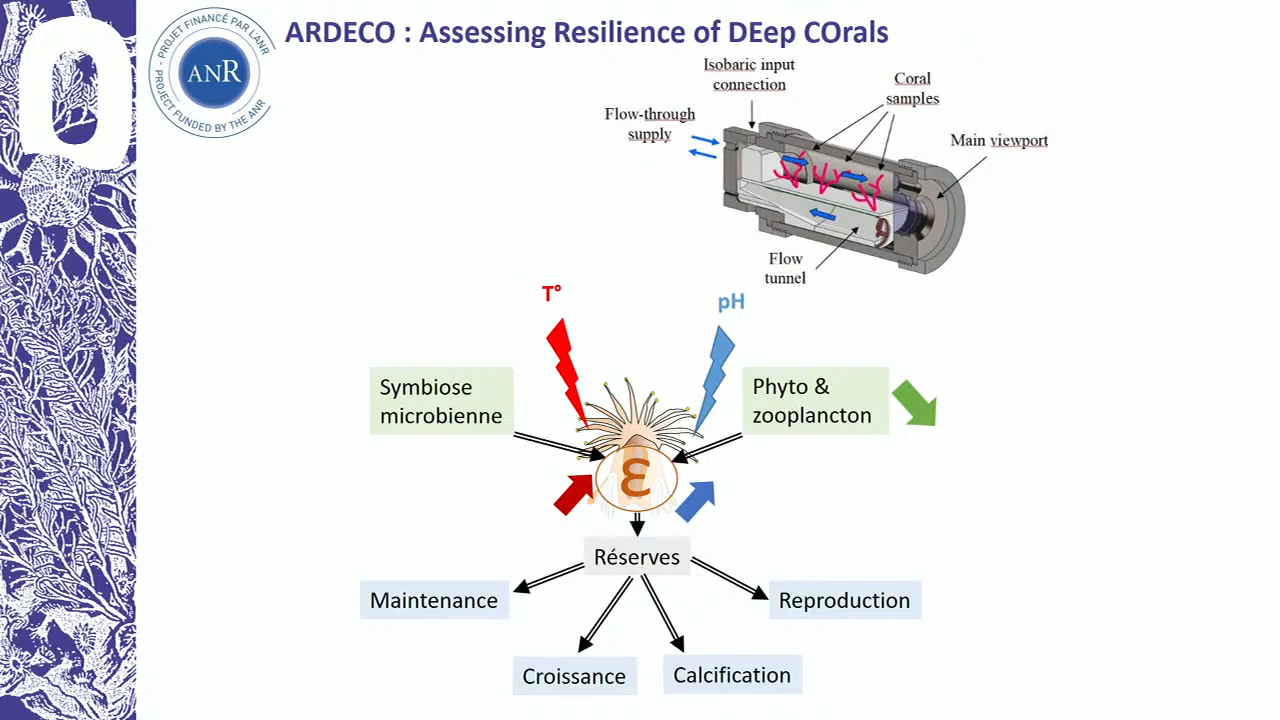 ARDECO : Assessing Resilience of DEep COrals
PROJET FINANCÉ PAR L'ANR
ANR
PROJECT FUNDED BY THE ANR
Isobaric input
connection
Coral
samples
Flow-through
supply
Main viewport
Flow
tunnel
T°
pH
Symbiose
microbienne
Phyto &
zooplancton
ε
Réserves
Maintenance
Reproduction
Croissance
Calcification